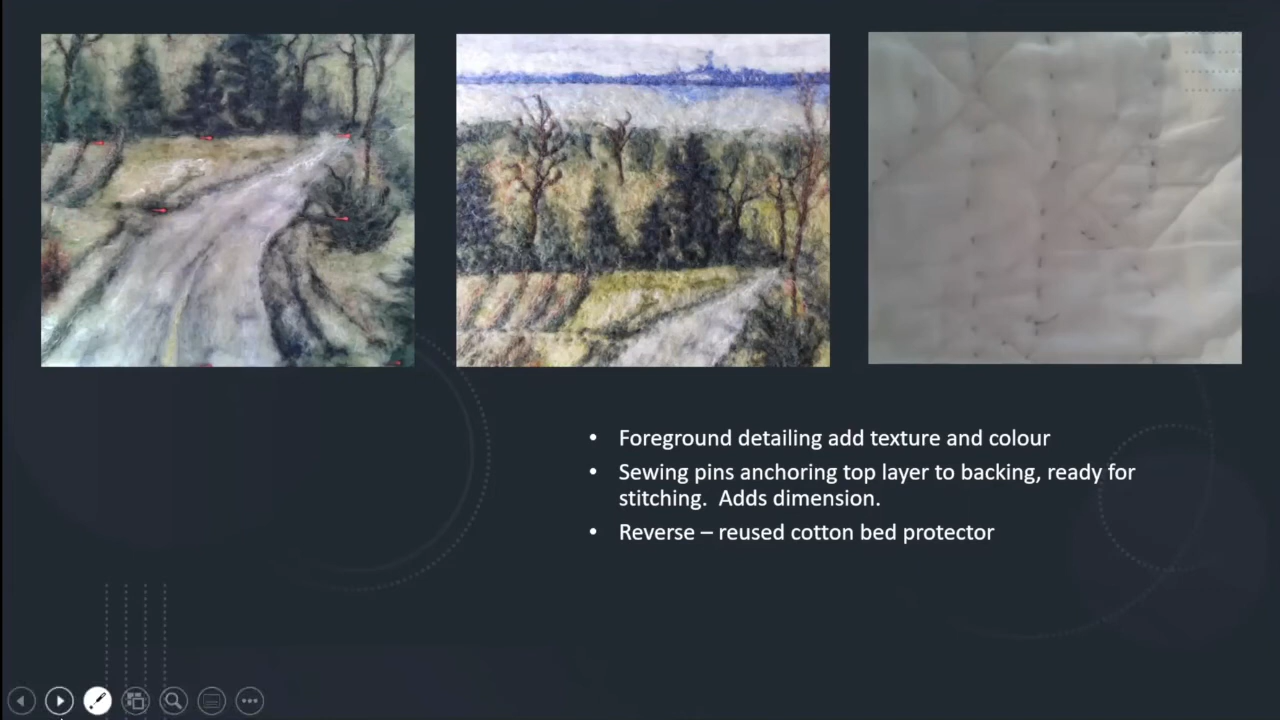 • Foreground detailing add texture and colour
• Sewing pins anchoring top layer to backing, ready for
stitching.  Adds dimension.
• Reverse – reused cotton bed protector